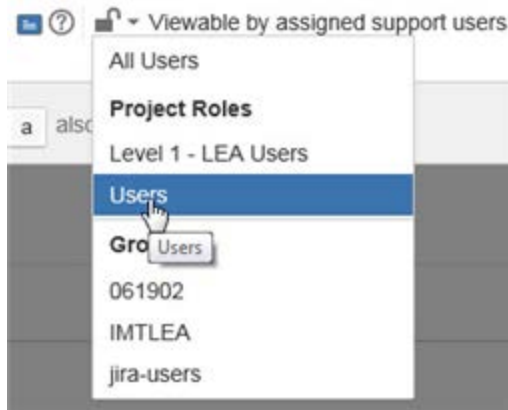 Viewable by assigned support users
All Users
Project Roles
a also
Level 1 - LEA Users
Users
Gro
Users
061902
IMTLEA
jira-users